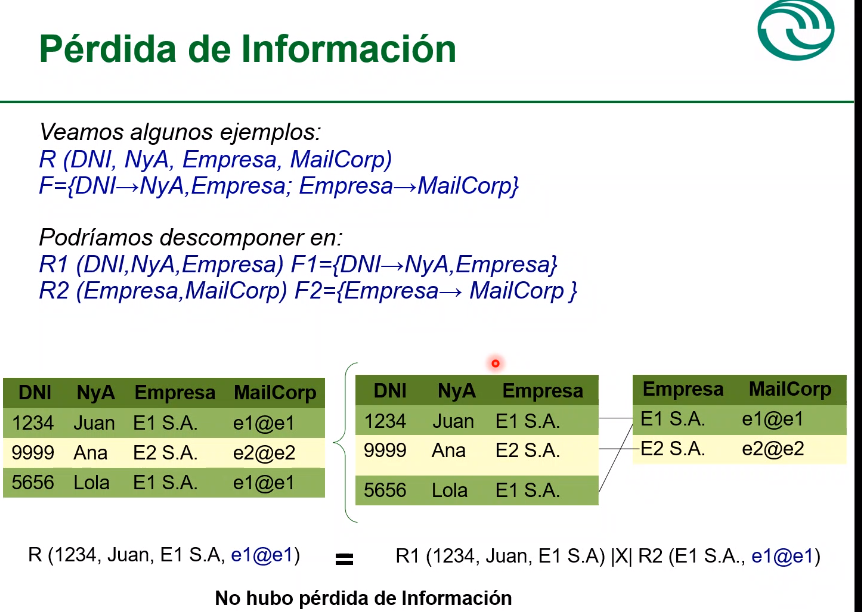 Pérdida de Información
Veamos algunos ejemplos:
R (DNI, NyA, Empresa, MailCorp)
F={DNI→NyA,Empresa; Empresa→MailCorp}
Podríamos descomponer en:
R1 (DNI,NyA,Empresa) F1={DNI→NyA,Empresa}
R2 (Empresa,MailCorp) F2={Empresa→ MailCorp }
DNI NyA Empresa MailCorp
1234 Juan E1 S.A. e1@e1
9999 Ana E2 S.A. e2@e2
5656 Lola E1 S.A. e1@e1
DNI NyA Empresa
1234 Juan E1 S.A.
9999 Ana E2 S.A.
5656 Lola E1 S.A.
Empresa MailCorp
E1 S.A. e1@e1
E2 S.A. e2@e2
R (1234, Juan, E1 S.A, e1@e1) = R1 (1234, Juan, E1 S.A) |X| R2 (E1 S.A., e1@e1)
No hubo pérdida de Información